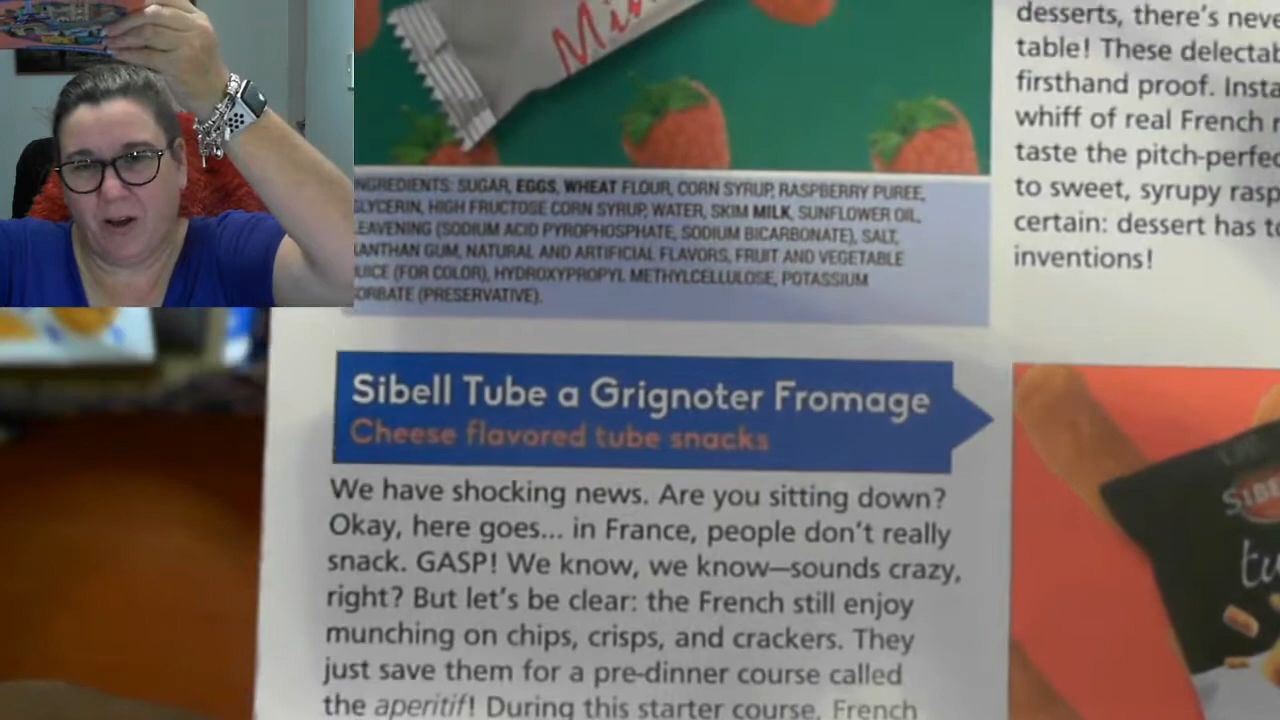 Min
desserts, there's neve
table! These delectab
firsthand proof. Insta
whiff of real French
taste the pitch-perfec
to sweet, syrupy rasp
certain: dessert has to
inventions!
NGREDIENTS: SUGAR, EGGS, WHEAT FLOUR, CORN SYRUP, RASPBERRY PUREE,
GLYCERIN, HIGH FRUCTOSE CORN SYRUP, WATER, SKIM MILK, SUNFLOWER OIL,
LEAVENING (SODIUM ACID PYROPHOSPHATE, SODIUM BICARBONATE), SALT,
XANTHAN GUM, NATURAL AND ARTIFICIAL FLAVORS, FRUIT AND VEGETABLE
UICE (FOR COLOR), HYDROXYPROPYL METHYLCELLULOSE, POTASSIUM
ORBATE (PRESERVATIVE).
Sibell Tube a Grignoter Fromage
Cheese flavored tube snacks
We have shocking news. Are you sitting down?
Okay, here goes... in France, people don't really
snack. GASP! We know, we know—sounds crazy,
right? But let's be clear: the French still enjoy
munching on chips, crisps, and crackers. They
just save them for a pre-dinner course called
the aperitif! During this starter course, French
SIBE
tu